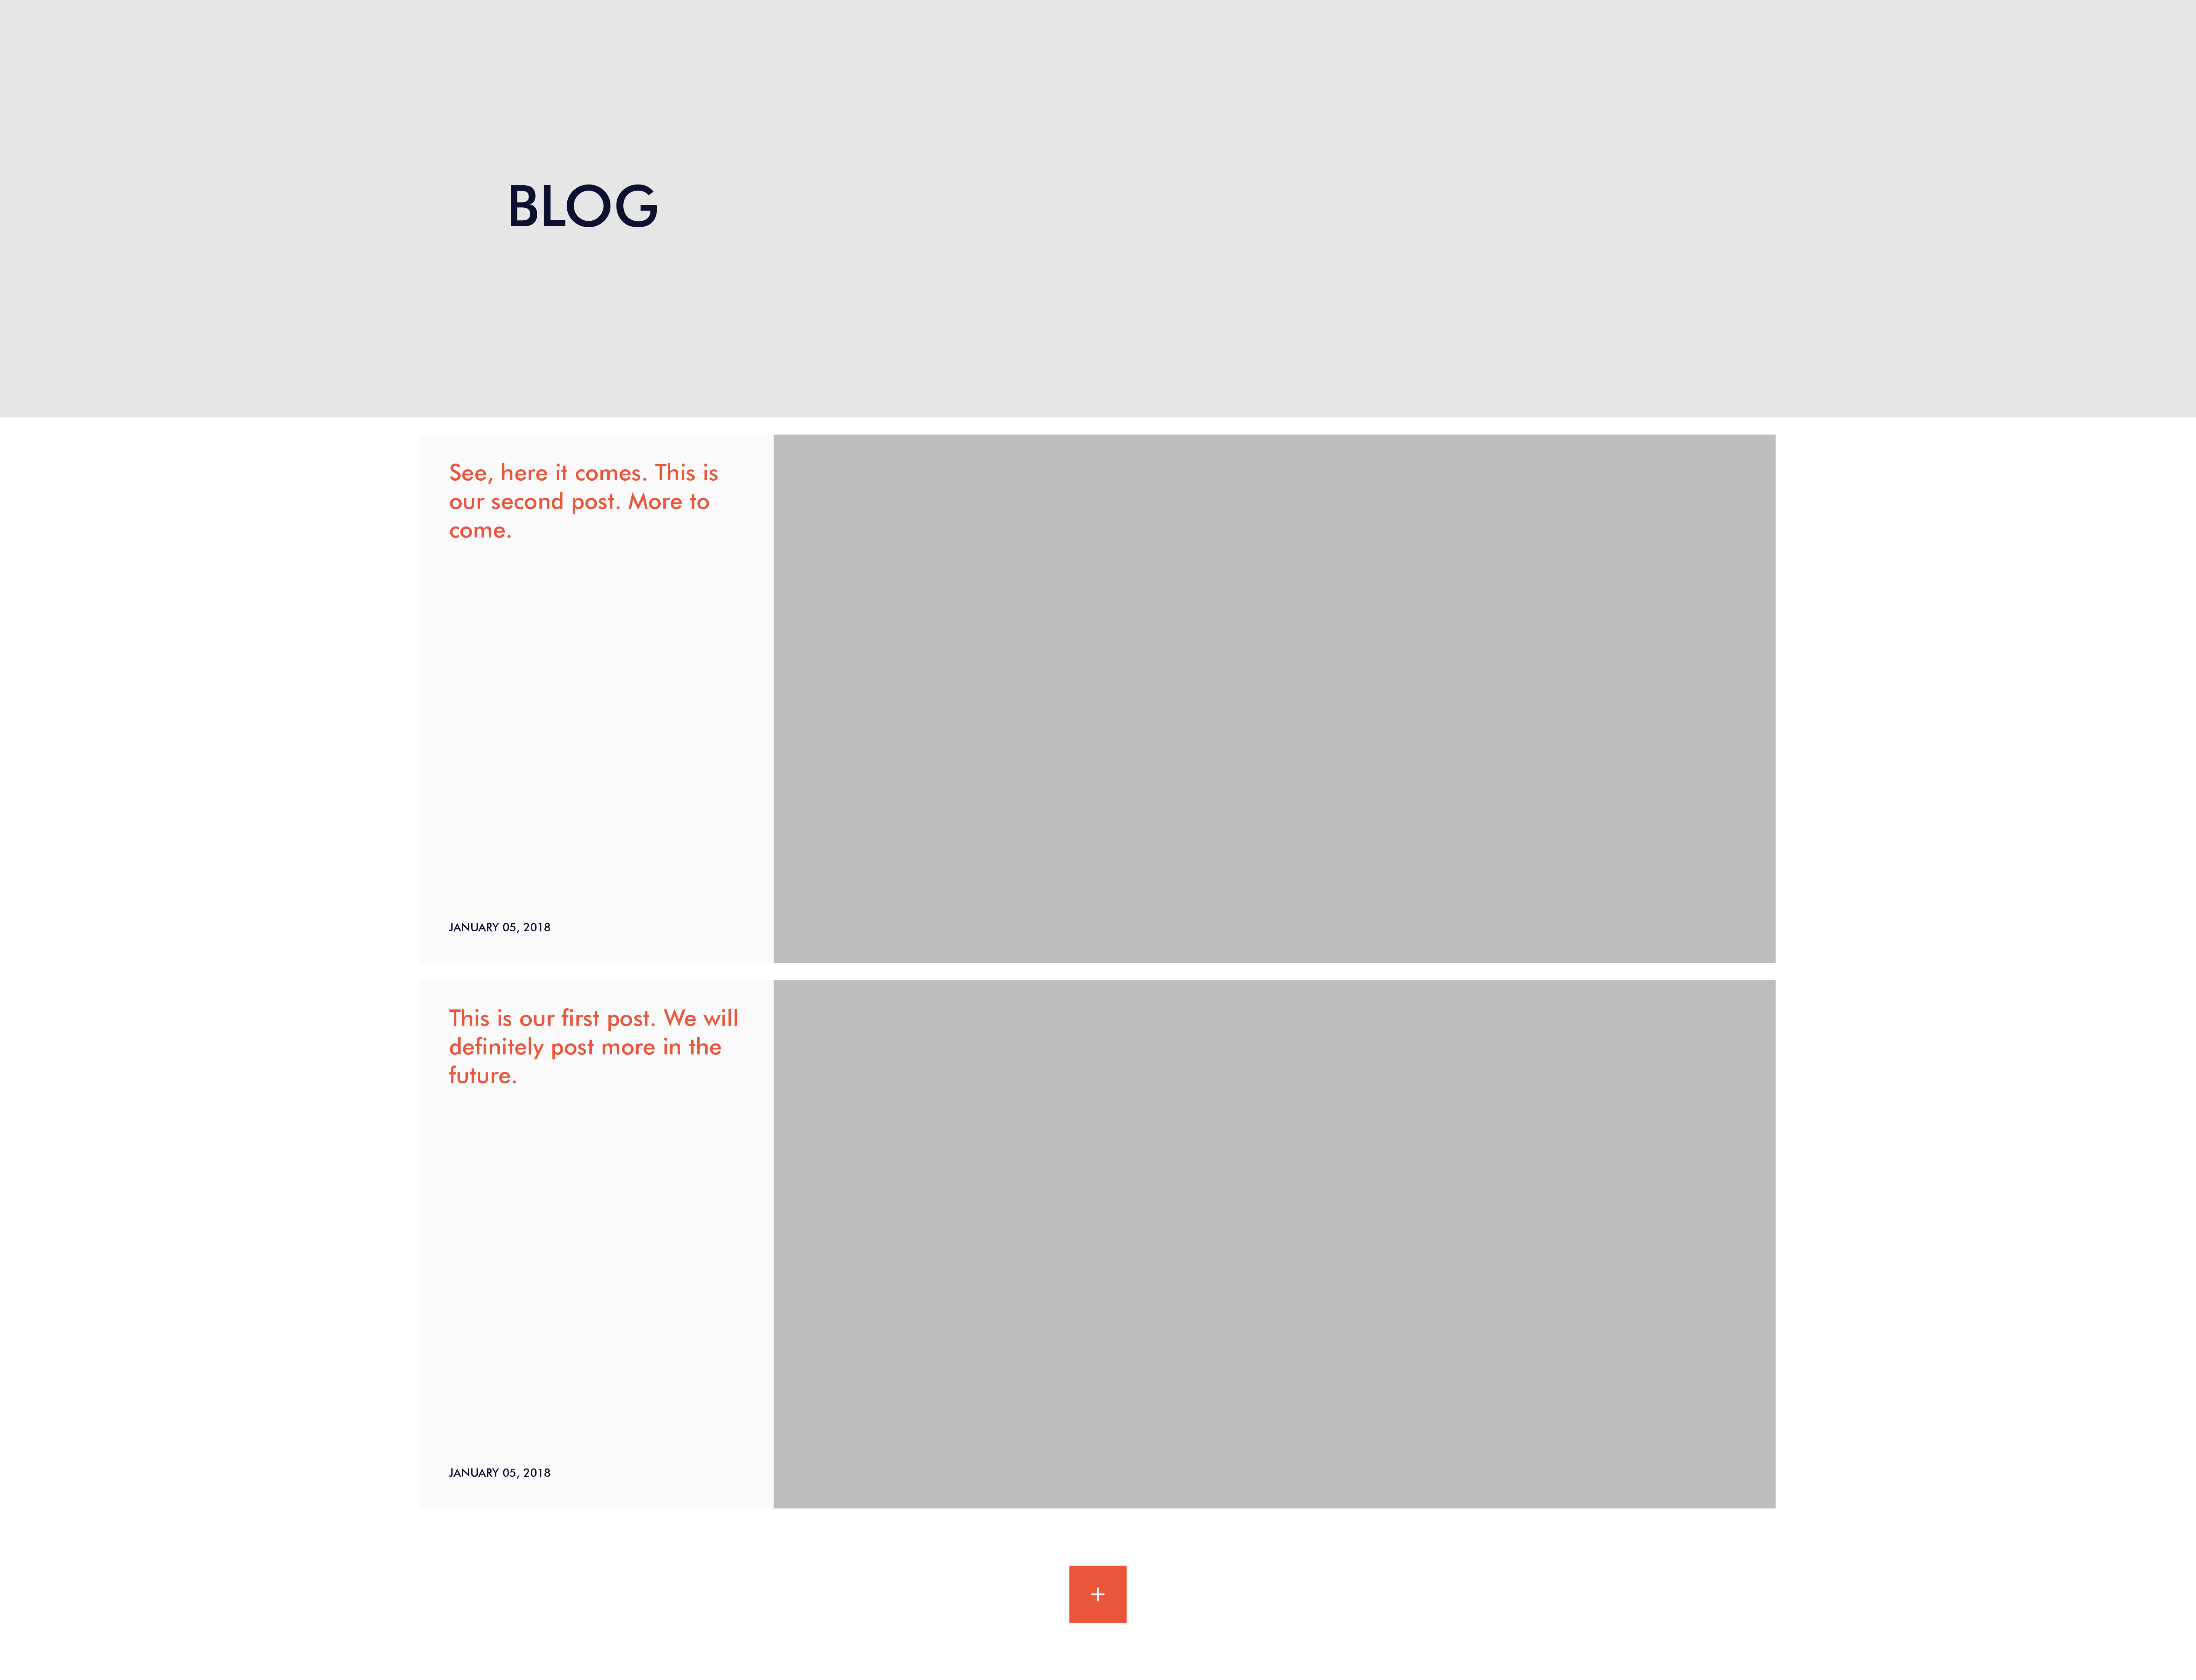 BLOG
See, here it comes. This is
our second post. More to
come.
JANUARY 05, 2018
This is our first post. We will
definitely post more in the
future.
JANUARY 05, 2018
+